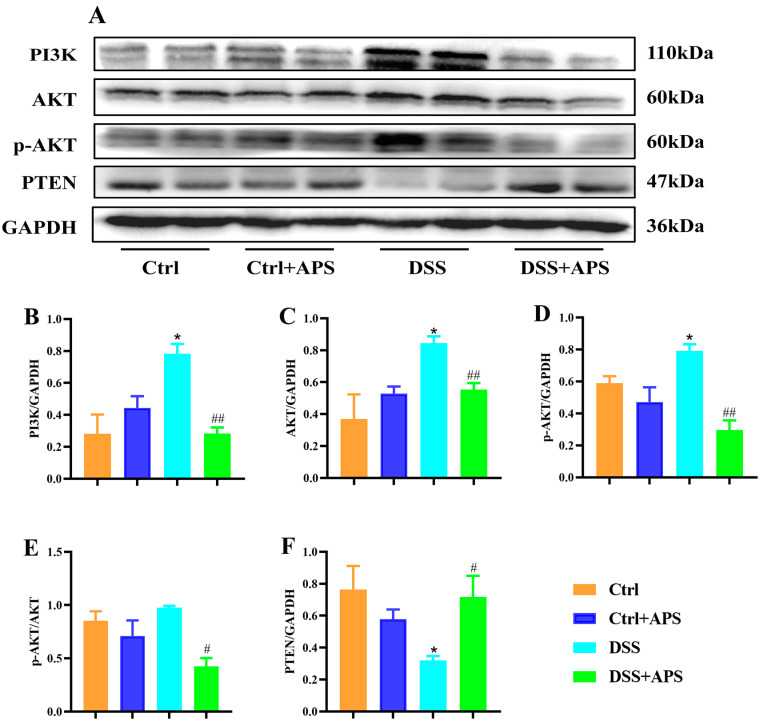 A
PI3K 110kDa
AKT 60kDa
p-AKT 60kDa
PTEN 47kDa
GAPDH 36kDa
Ctrl Ctrl+APS DSS DSS+APS
B
PI3K/GAPDH
1.0
0.8
0.6
0.4
0.2
0.0
*
##
C
AKT/GAPDH
1.0
0.8
0.6
0.4
0.2
0.0
*
##
D
p-AKT/GAPDH
1.0
0.8
0.6
0.4
0.2
0.0
*
##
E
p-AKT/AKT
1.5
1.0
0.5
0.0
#
F
PTEN/GAPDH
1.0
0.8
0.6
0.4
0.2
0.0
*
#
Ctrl
Ctrl+APS
DSS
DSS+APS